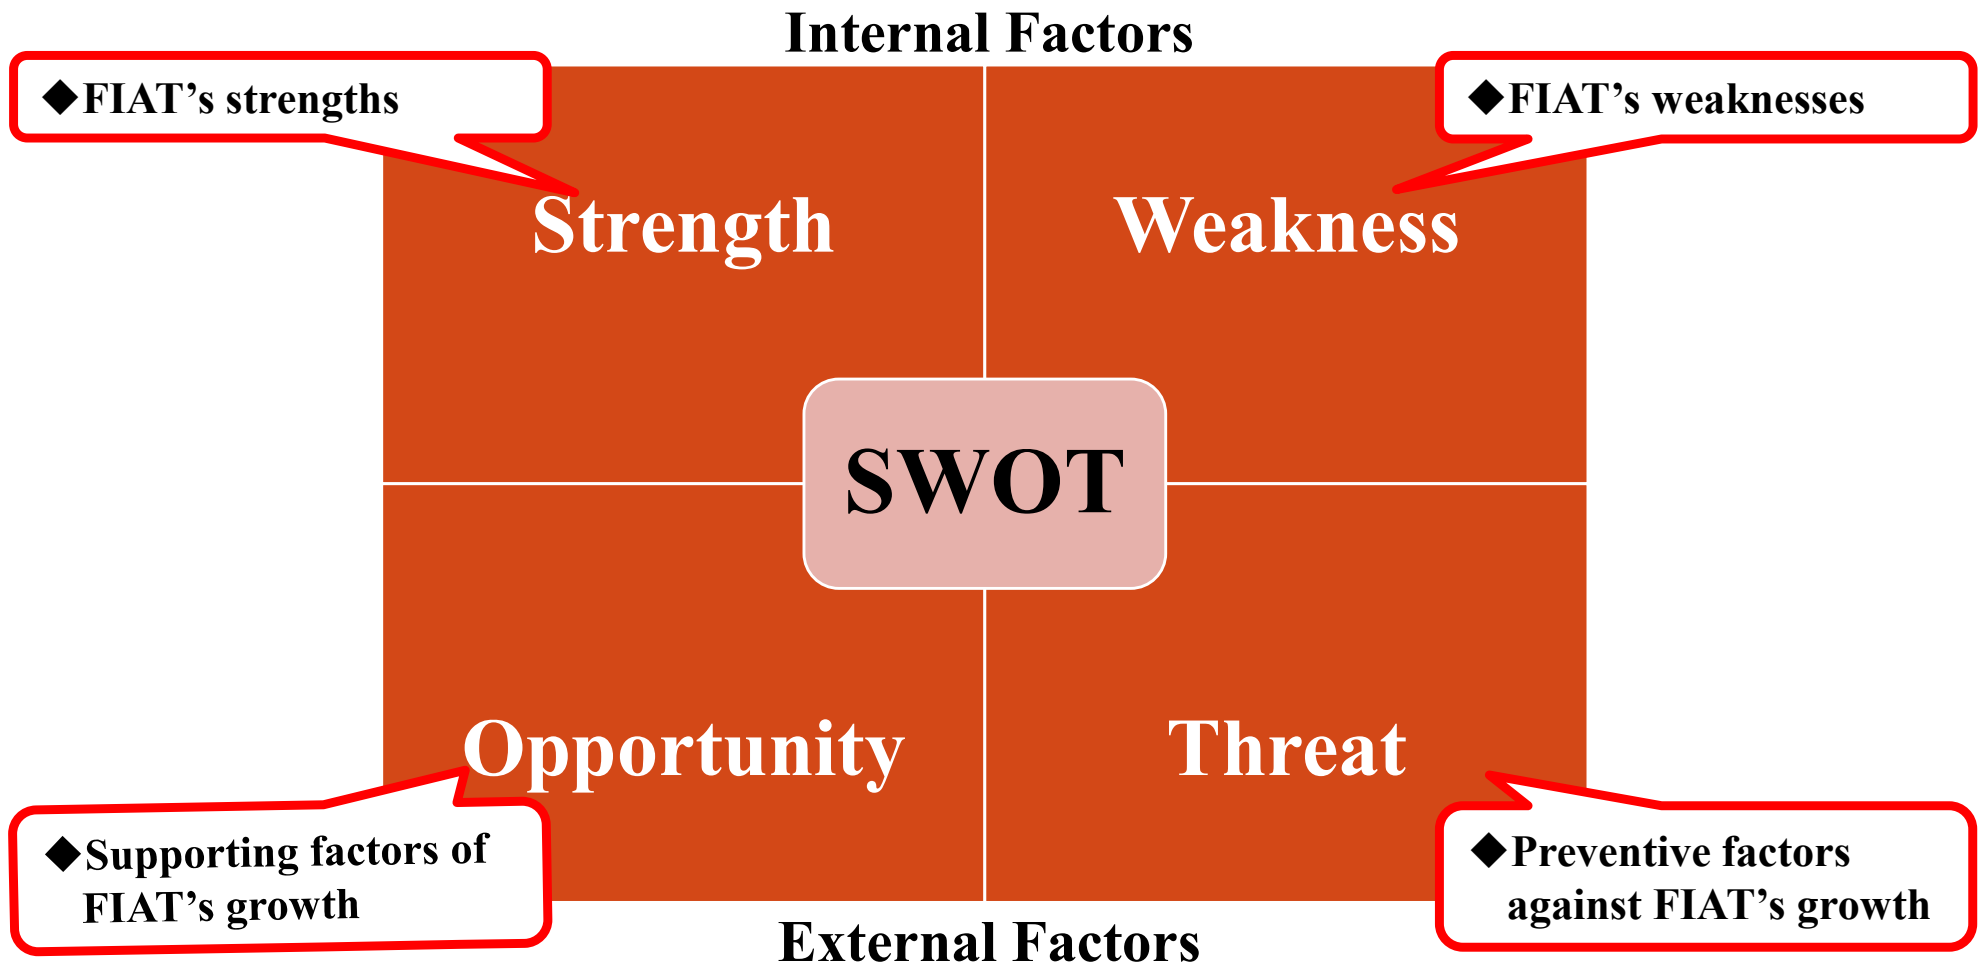 Internal Factors
◆FIAT’s strengths
◆FIAT’s weaknesses
Strength
Weakness
SWOT
Opportunity
Threat
◆Supporting factors of
FIAT’s growth
◆Preventive factors
against FIAT’s growth
External Factors